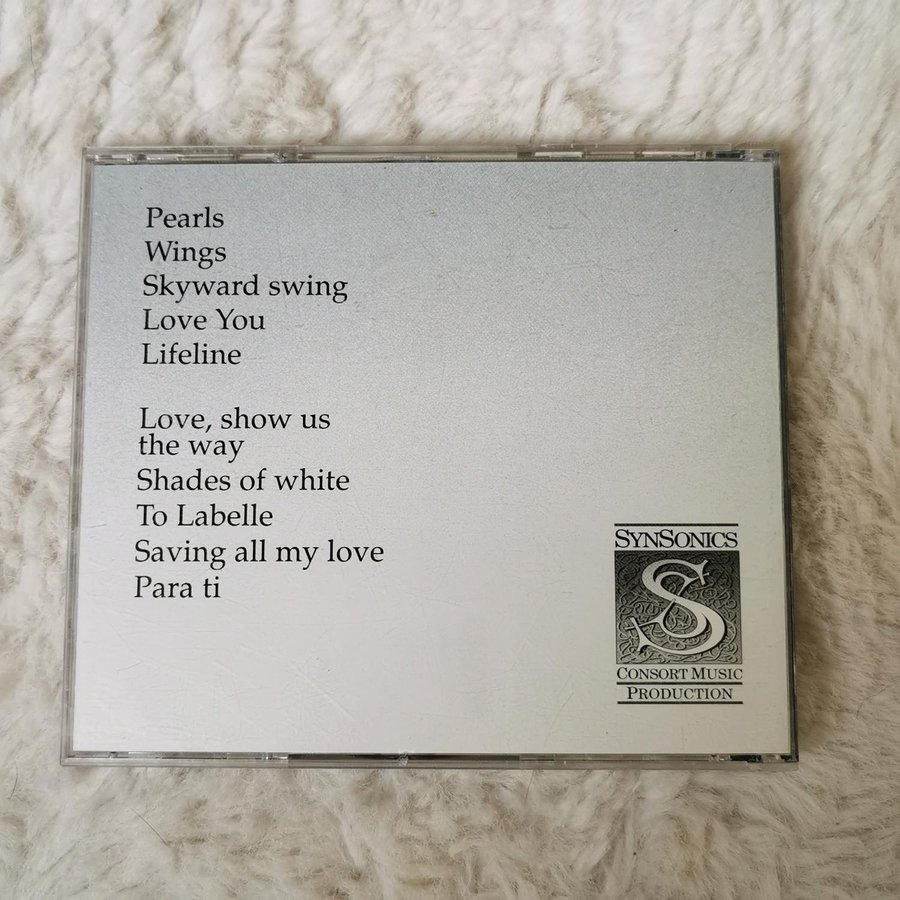 Pearls
Wings
Skyward swing
Love You
Lifeline
Love, show us
the way
Shades of white
To Labelle
Saving all my love
Para ti
SYNSONICS
S
CONSORT MUSIC
PRODUCTION